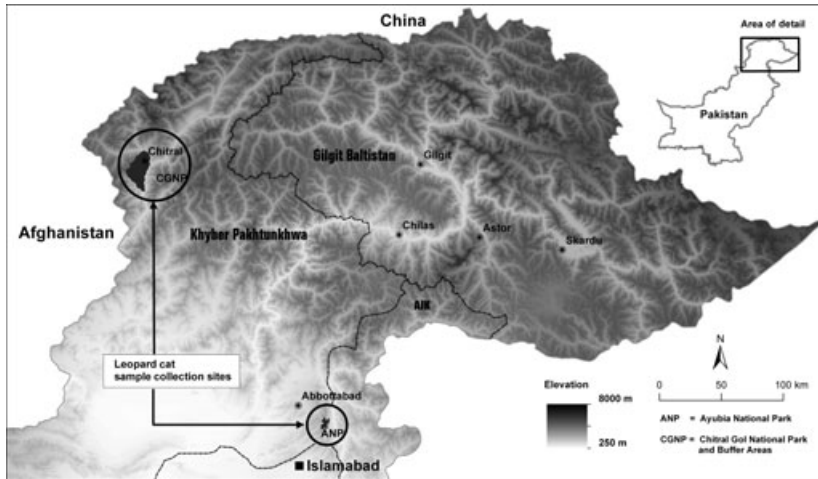 China
Area of detail
Pakistan
Chitral
CGNP
Gilgit Baltistan
Gilgit
Afghanistan
Khyber Pakhtunkhwa
Chilas
Astor
Skardu
AJK
Leopard cat
sample collection sites
Abbottabad
ANP
Islamabad
N
Elevation
8000 m
250 m
0 50 100 km
ANP = Ayubia National Park
CGNP = Chitral Gol National Park
and Buffer Areas